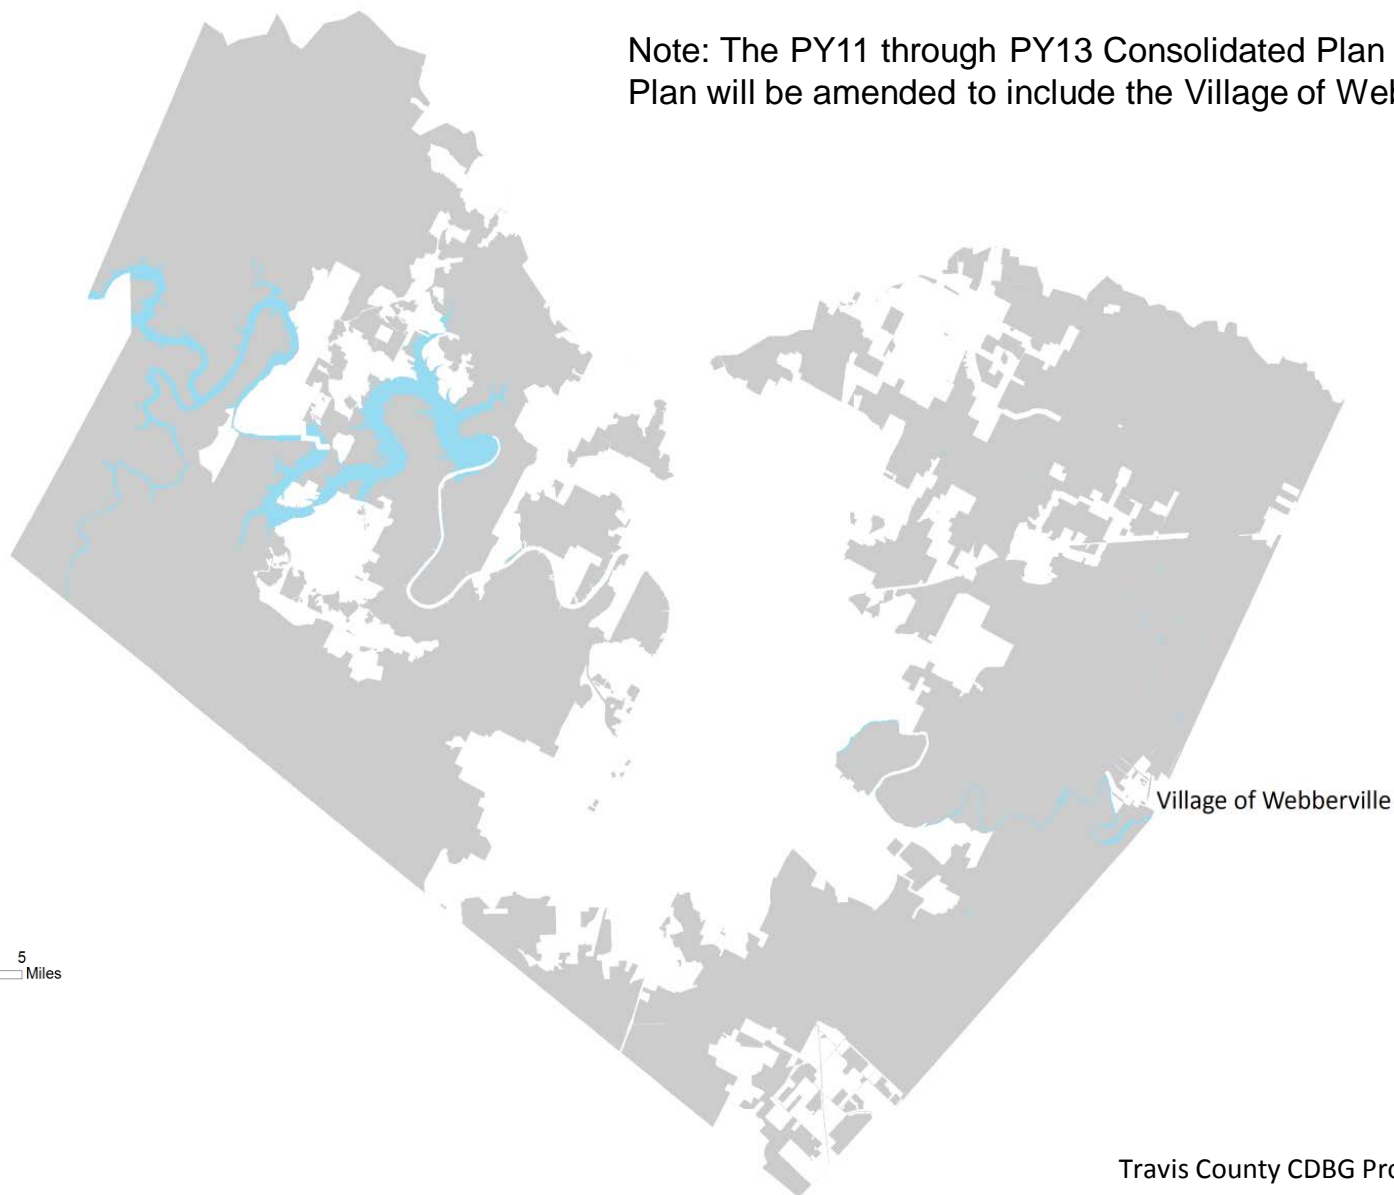 Note: The PY11 through PY13 Consolidated Plan
Plan will be amended to include the Village of
Village of Webberville
5
Miles
Travis County CDBG